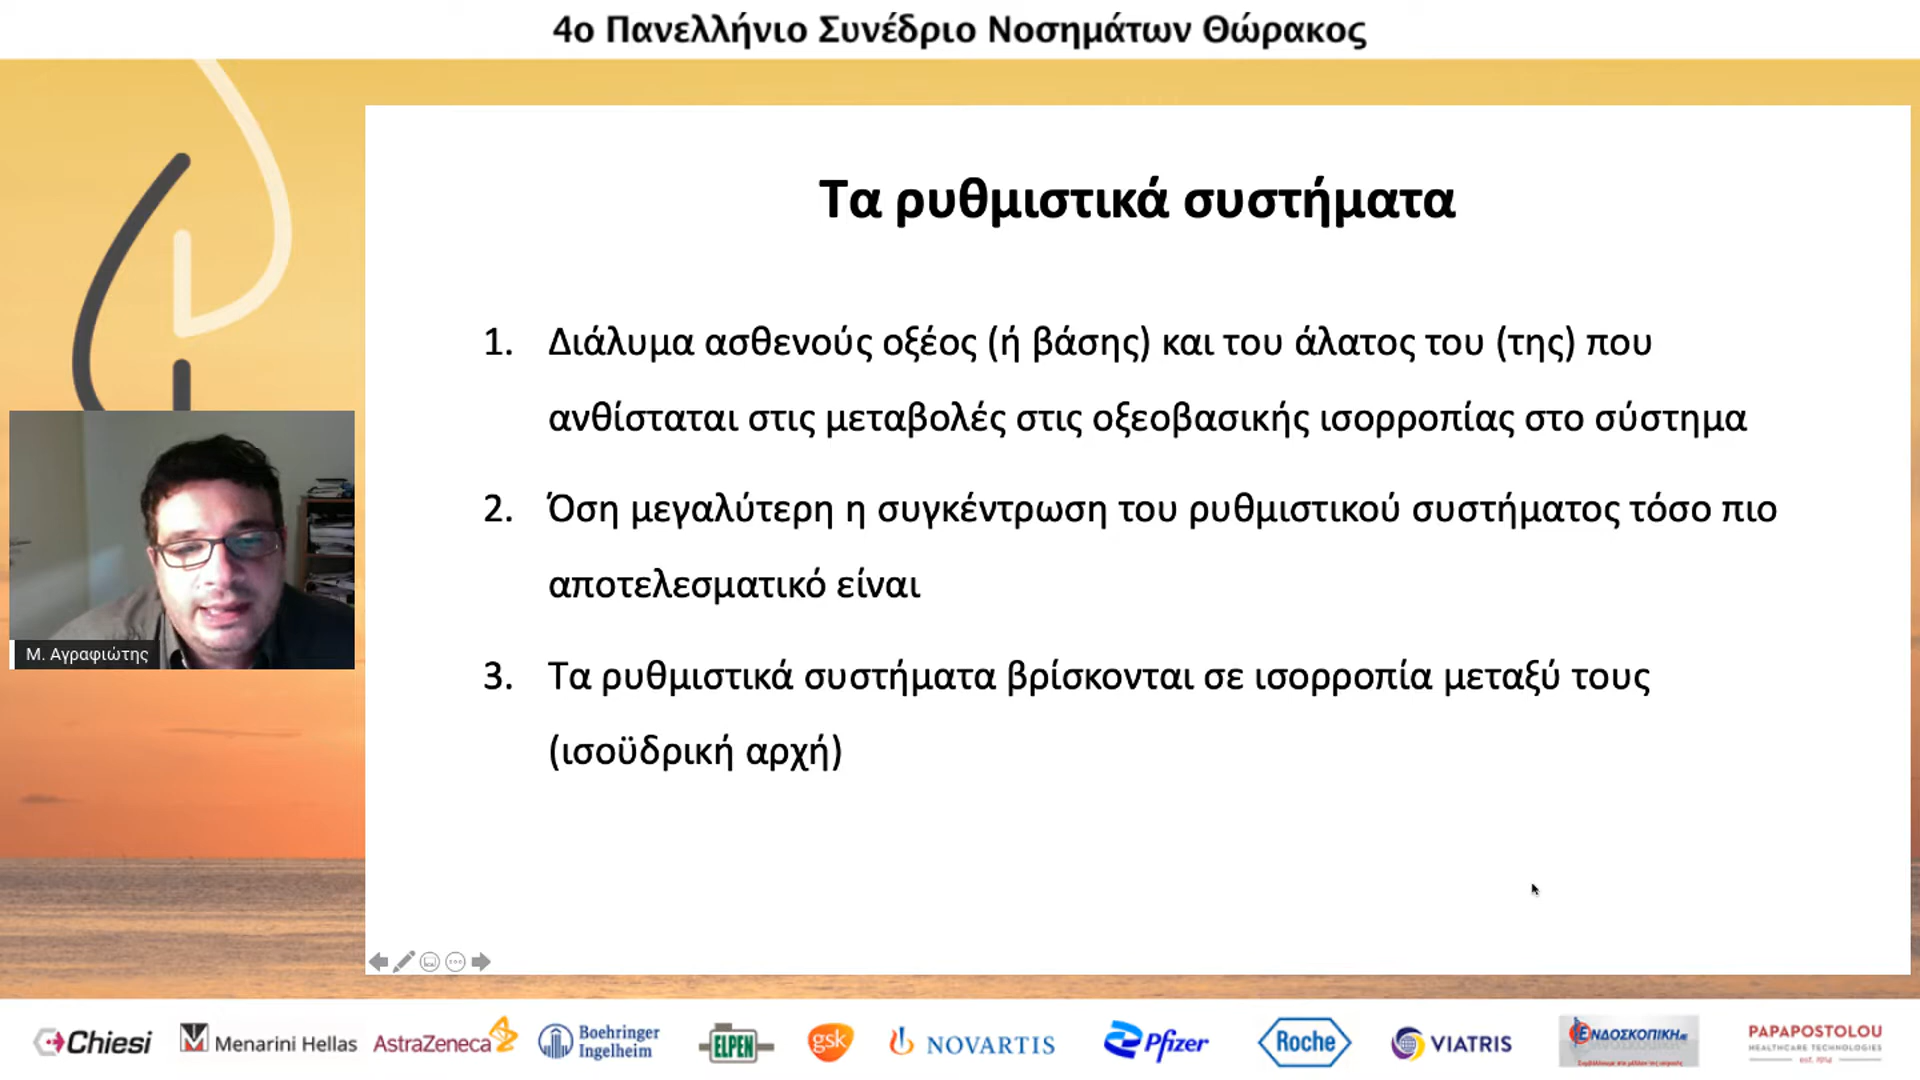 4ο Πανελλήνιο Συνέδριο Νοσημάτων Θώρακος
Τα ρυθμιστικά συστήματα
1. Διάλυμα ασθενούς οξέος (ή βάσης) και του άλατος του (της) που
ανθίσταται στις μεταβολές στις οξεοβασικής ισορροπίας στο σύστημα
2. Όση μεγαλύτερη η συγκέντρωση του ρυθμιστικού συστήματος τόσο πιο
αποτελεσματικό είναι
3. Τα ρυθμιστικά συστήματα βρίσκονται σε ισορροπία μεταξύ τους
(ισοϋδρική αρχή)
Μ. Αγραφιώτης
Chiesi
Menarini Hellas
AstraZeneca
Boehringer
Ingelheim
ELPEN
gsk
NOVARTIS
Pfizer
Roche
VIATRIS
ΕΝΔΟΣΚΟΠΙΚΗ
PAPAPOSTOLOU
HEALTHCARE TECHNOLOGIES